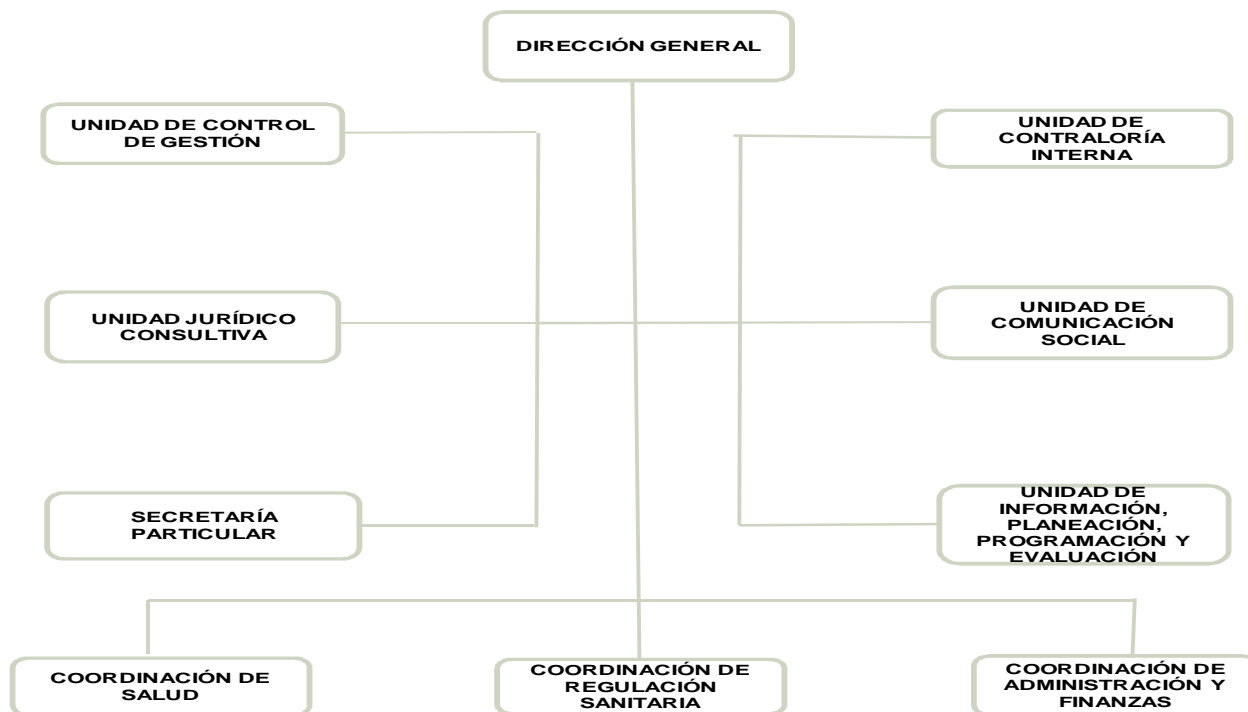 DIRECCIÓN GENERAL
UNIDAD DE CONTROL
DE GESTIÓN
UNIDAD DE
CONTRALORÍA
INTERNA
UNIDAD JURÍDICO
CONSULTIVA
UNIDAD DE
COMUNICACIÓN
SOCIAL
SECRETARÍA
PARTICULAR
UNIDAD DE
INFORMACIÓN,
PLANEACIÓN,
PROGRAMACIÓN Y
EVALUACIÓN
COORDINACIÓN DE
SALUD
COORDINACIÓN DE
REGULACIÓN
SANITARIA
COORDINACIÓN DE
ADMINISTRACIÓN Y
FINANZAS